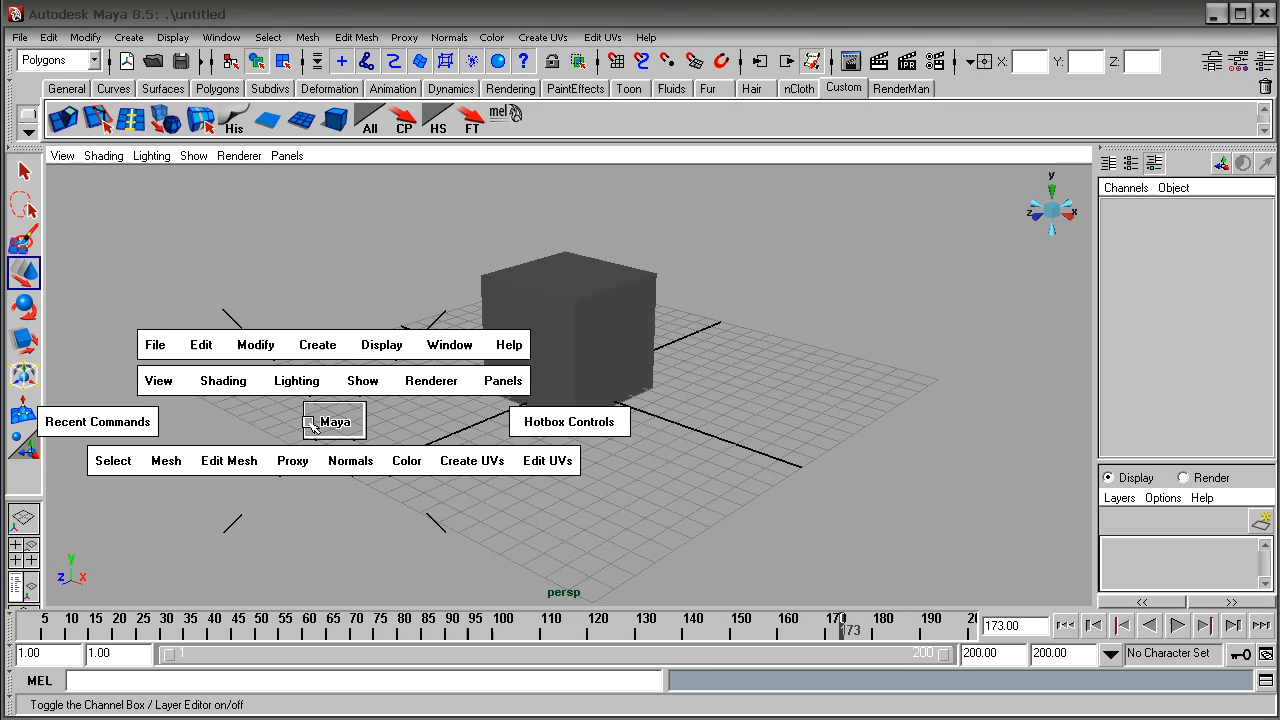 Autodesk Maya 8.5: .\untitled
File Edit Modify Create Display Window Select Mesh Edit Mesh Proxy Normals Color Create UVs Edit UVs Help
Polygons X: Y: Z:
General Curves Surfaces Polygons Subdivs Deformation Animation Dynamics Rendering PaintEffects Toon Fluids Fur Hair nCloth Custom RenderMan
His All CP HS FT mel
View Shading Lighting Show Renderer Panels
Channels Object
y
z x
File Edit Modify Create Display Window Help
View Shading Lighting Show Renderer Panels
Recent Commands Maya Hotbox Controls
Select Mesh Edit Mesh Proxy Normals Color Create UVs Edit UVs
Display Render
Layers Options Help
y
z x
persp
<< >>
5 10 15 20 25 30 35 40 45 50 55 60 65 70 75 80 85 90 95 100 110 120 130 140 150 160 170 173 180 190 20
173.00
1.00 1.00 1 200 200.00 200.00 No Character Set
MEL
Toggle the Channel Box / Layer Editor on/off